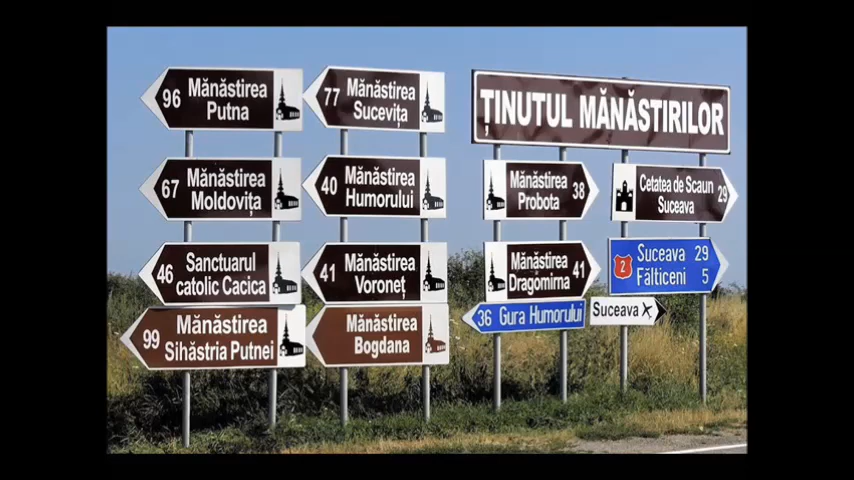 96 Mănăstirea
Putna
67 Mănăstirea
Moldovița
46 Sanctuarul
catolic Cacica
99 Mănăstirea
Sihăstria Putnei
77 Mănăstirea
Sucevița
40 Mănăstirea
Humorului
41 Mănăstirea
Voroneț
Mănăstirea
Bogdana
ȚINUTUL MĂNĂSTIRILOR
Mănăstirea
Probota 38
Cetatea de Scaun
Suceava 29
Mănăstirea
Dragomirna 41
2 Suceava 29
Fălticeni 5
36 Gura Humorului
Suceava